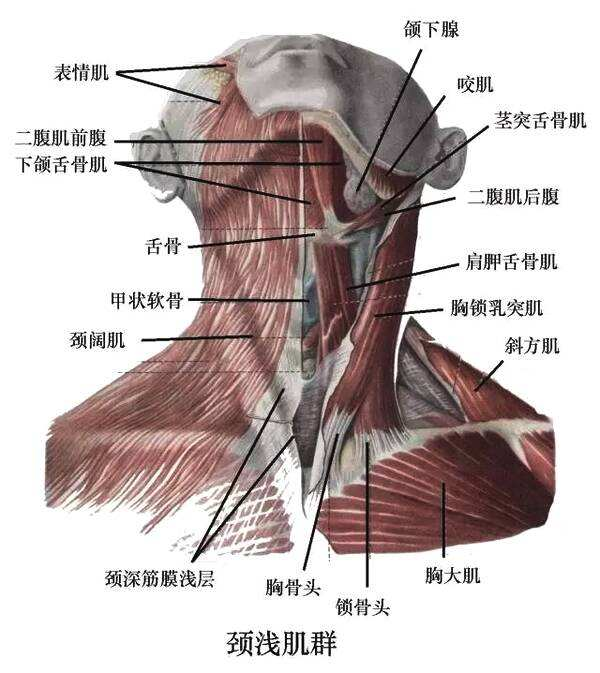 颌下腺
表情肌
咬肌
茎突舌骨肌
二腹肌前腹
下颌舌骨肌
二腹肌后腹
舌骨
肩胛舌骨肌
甲状软骨
胸锁乳突肌
颈阔肌
斜方肌
颈深筋膜浅层
胸骨头
胸大肌
锁骨头
颈浅肌群